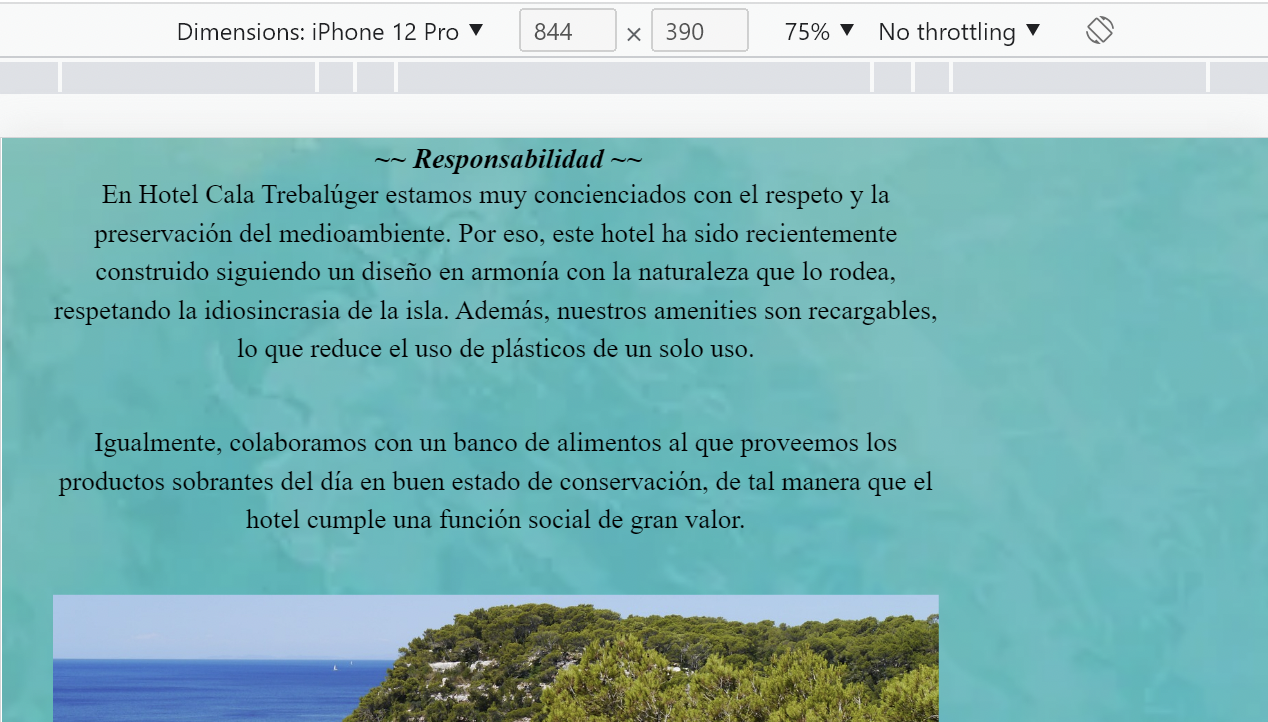 Dimensions: iPhone 12 Pro ▼ 844 × 390 75% ▼ No throttling ▼
~~ Responsabilidad ~~
En Hotel Cala Trebalúger estamos muy concienciados con el respeto y la
preservación del medioambiente. Por eso, este hotel ha sido recientemente
construido siguiendo un diseño en armonía con la naturaleza que lo rodea,
respetando la idiosincrasia de la isla. Además, nuestros amenities son recargables,
lo que reduce el uso de plásticos de un solo uso.
Igualmente, colaboramos con un banco de alimentos al que proveemos los
productos sobrantes del día en buen estado de conservación, de tal manera que el
hotel cumple una función social de gran valor.